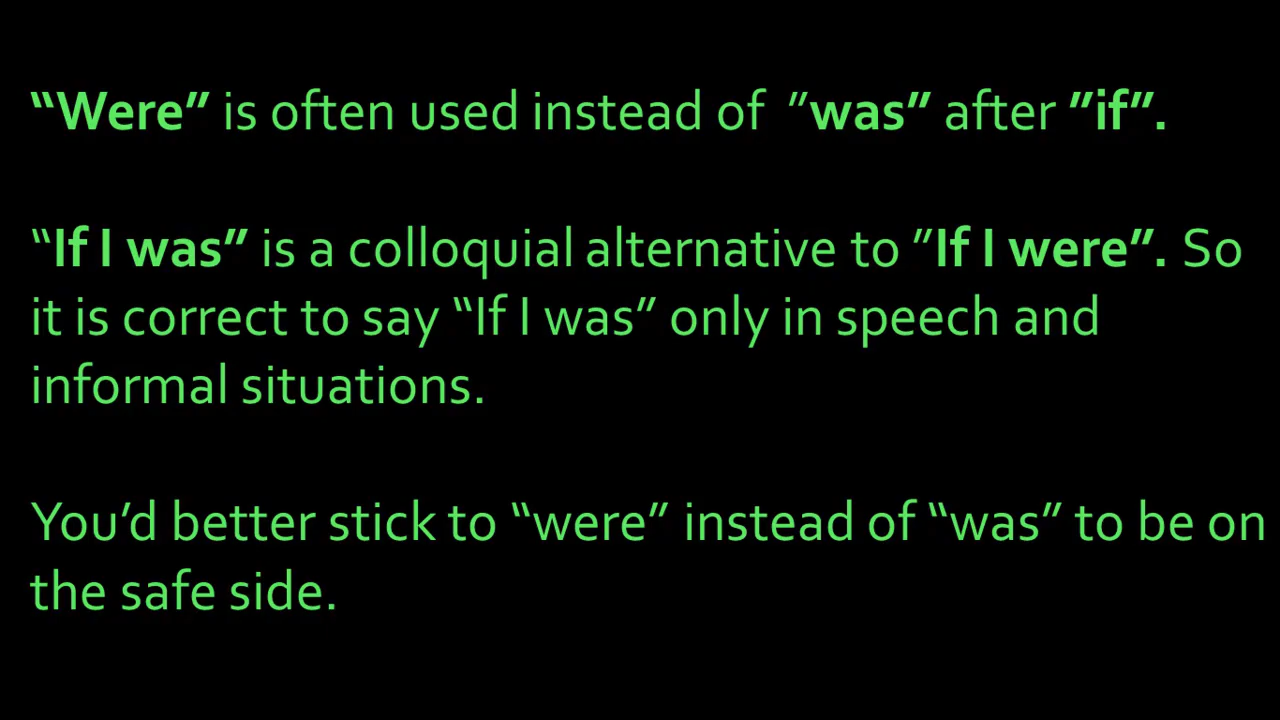 “Were” is often used instead of ”was” after ”if”.
“If I was” is a colloquial alternative to ”If I were”. So
it is correct to say “If I was” only in speech and
informal situations.
You’d better stick to “were” instead of “was” to be on
the safe side.